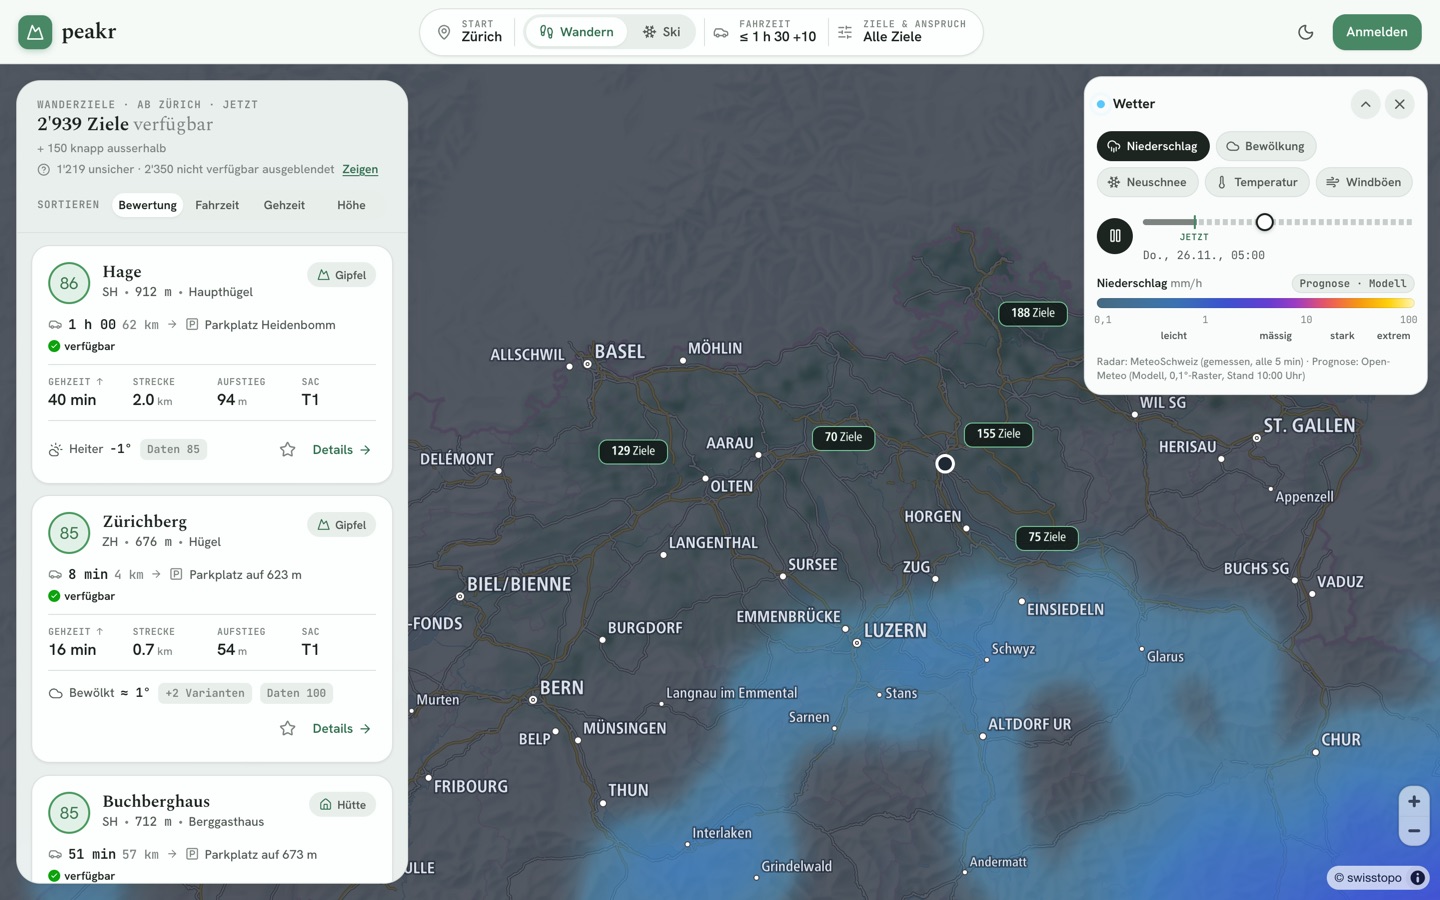 peakr
START
Zürich
Wandern
Ski
FAHRZEIT
≤ 1 h 30 +10
ZIELE & ANSPRUCH
Alle Ziele
Anmelden
WANDERZIELE · AB ZÜRICH · JETZT
2'939 Ziele verfügbar
+ 150 knapp ausserhalb
1'219 unsicher · 2'350 nicht verfügbar ausgeblendet Zeigen
SORTIEREN Bewertung Fahrzeit Gehzeit Höhe
86
Hage
Gipfel
SH • 912 m • Haupthügel
1 h 00 62 km → P Parkplatz Heidenbomm
verfügbar
GEHZEIT ↑ STRECKE AUFSTIEG SAC
40 min 2.0 km 94 m T1
Heiter -1° Daten 85 Details →
85
Zürichberg
Gipfel
ZH • 676 m • Hügel
8 min 4 km → P Parkplatz auf 623 m
verfügbar
GEHZEIT ↑ STRECKE AUFSTIEG SAC
16 min 0.7 km 54 m T1
Bewölkt ≈ 1° +2 Varianten Daten 100
Details →
85
Buchberghaus
Hütte
SH • 712 m • Berggasthaus
51 min 57 km → P Parkplatz auf 673 m
verfügbar
Wetter
Niederschlag
Bewölkung
Neuschnee
Temperatur
Windböen
JETZT
Do., 26.11., 05:00
Niederschlag mm/h Prognose · Modell
0,1 1 10 100
leicht mässig stark extrem
Radar: MeteoSchweiz (gemessen, alle 5 min) · Prognose: Open-
Meteo (Modell, 0,1°-Raster, Stand 10:00 Uhr)
188 Ziele
ALLSCHWIL
BASEL
MÖHLIN
WIL SG
ST. GALLEN
HERISAU
129 Ziele
AARAU
70 Ziele
155 Ziele
DELÉMONT
OLTEN
Appenzell
HORGEN
75 Ziele
LANGENTHAL
SURSEE
ZUG
BUCHS SG
VADUZ
BIEL/BIENNE
EINSIEDELN
-FONDS
BURGDORF
EMMENBRÜCKE
LUZERN
Schwyz
Glarus
BERN
Murten
Langnau im Emmental
Stans
Sarnen
ALTDORF UR
BELP
MÜNSINGEN
CHUR
FRIBOURG
THUN
Interlaken
ULLE
Grindelwald
Andermatt
+
−
© swisstopo